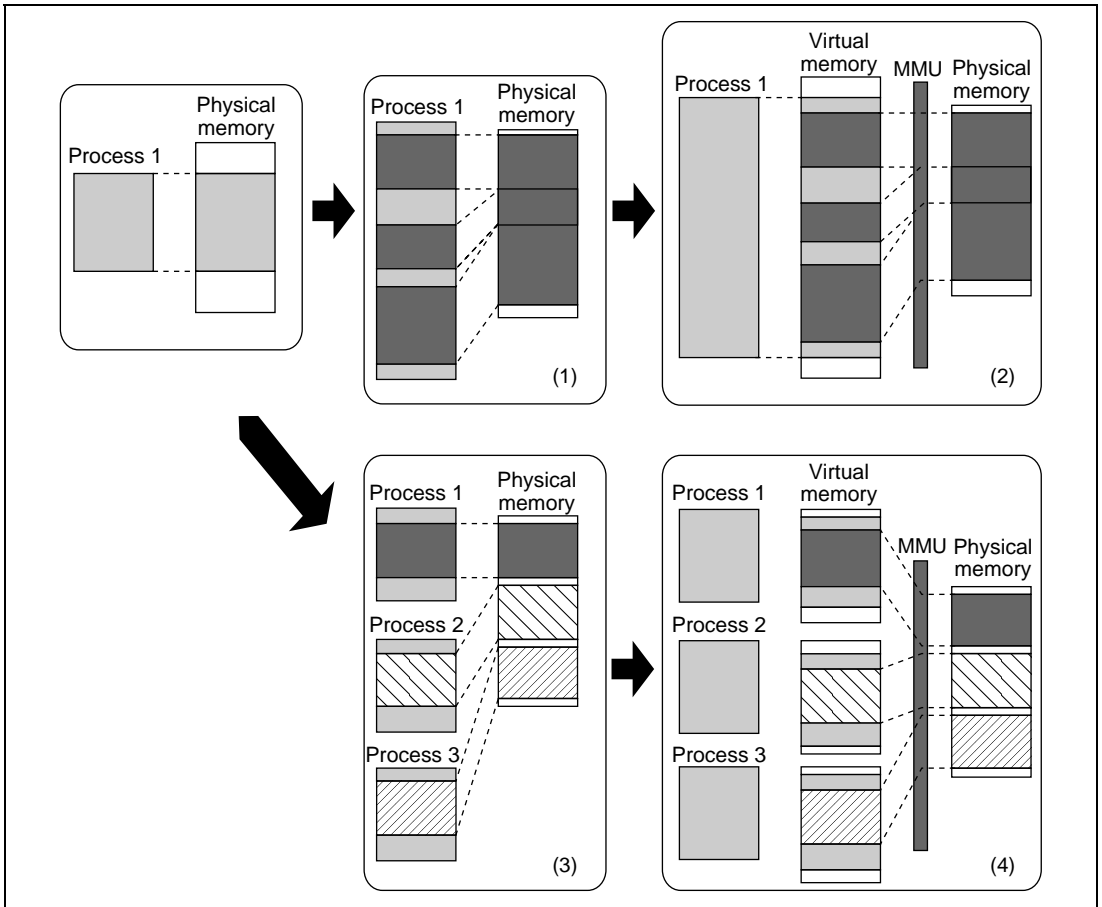 Physical
memory
Process 1
Process 1
Physical
memory
(1)
Virtual
memory
MMU
Physical
memory
Process 1
(2)
Process 1
Physical
memory
Process 2
Process 3
(3)
Process 1
Virtual
memory
MMU
Physical
memory
Process 2
Process 3
(4)